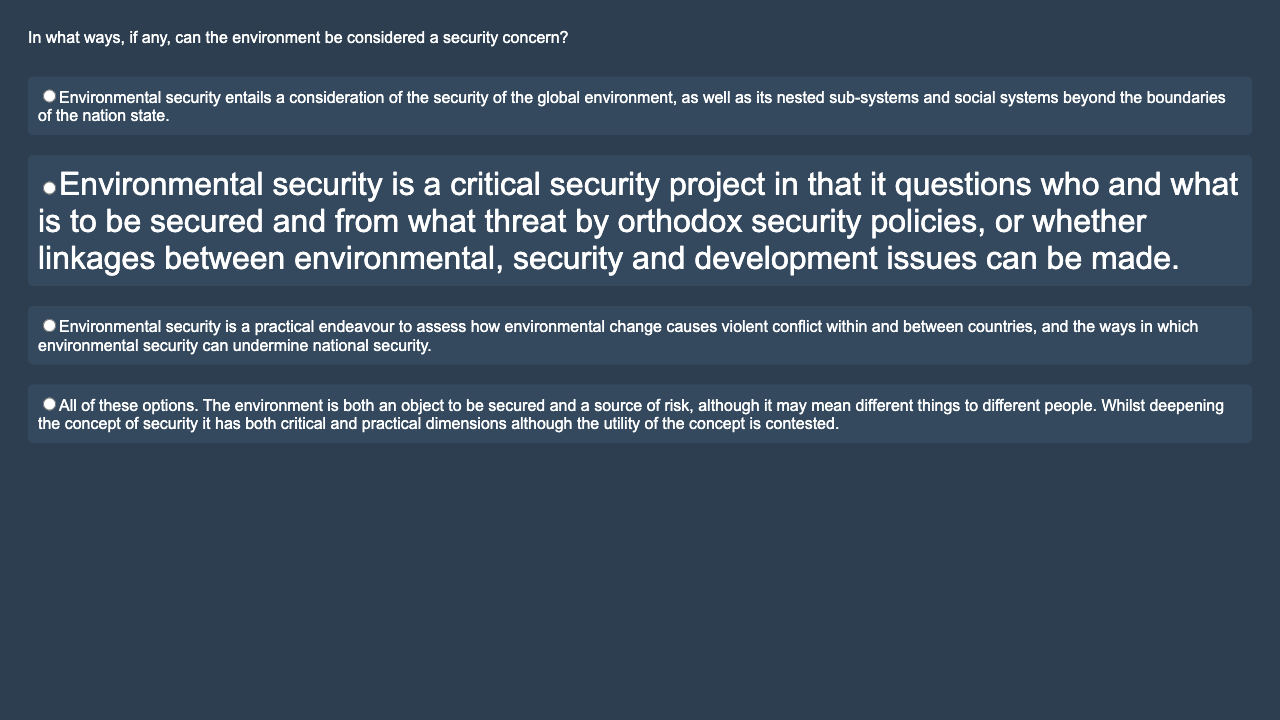 In what ways, if any, can the environment be considered a security concern?
Environmental security entails a consideration of the security of the global environment, as well as its nested sub-systems and social systems beyond the boundaries
of the nation state.
Environmental security is a critical security project in that it questions who and what
is to be secured and from what threat by orthodox security policies, or whether
linkages between environmental, security and development issues can be made.
Environmental security is a practical endeavour to assess how environmental change causes violent conflict within and between countries, and the ways in which
environmental security can undermine national security.
All of these options. The environment is both an object to be secured and a source of risk, although it may mean different things to different people. Whilst deepening
the concept of security it has both critical and practical dimensions although the utility of the concept is contested.